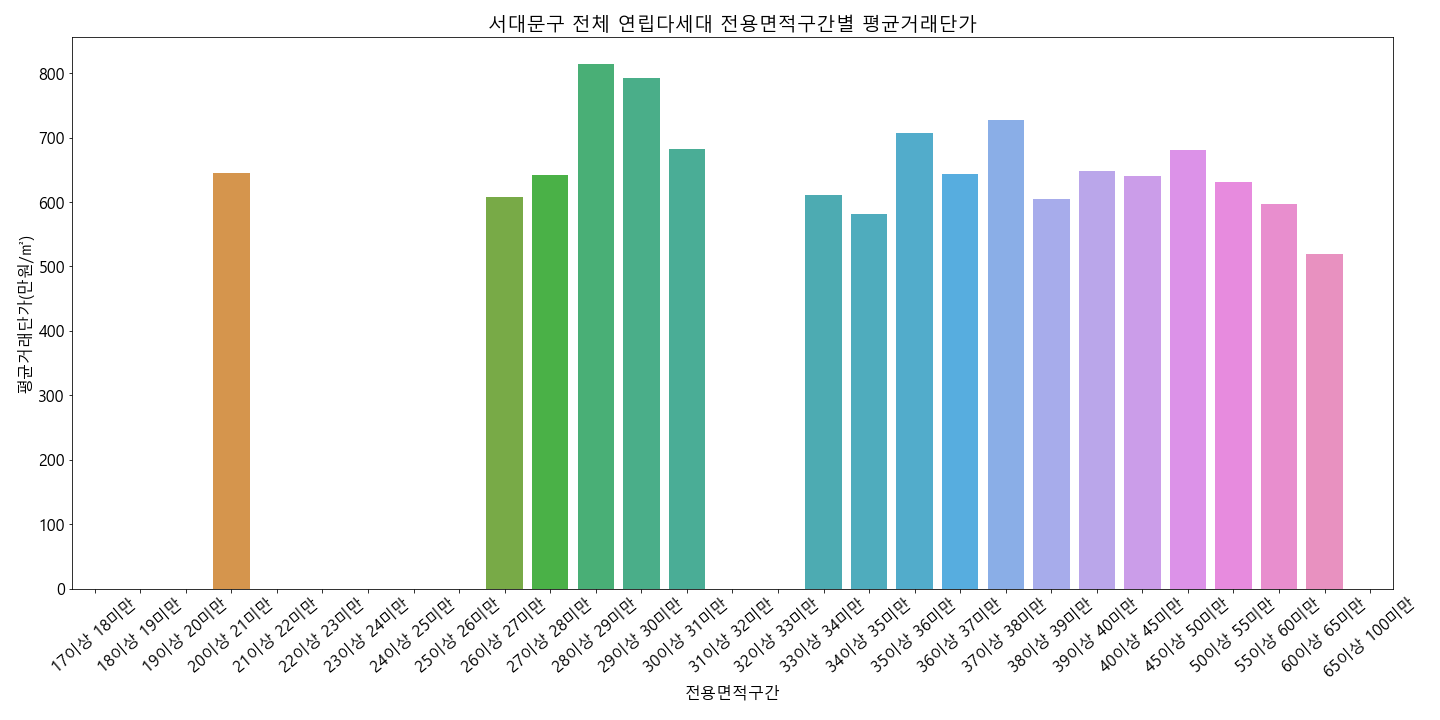 서대문구 전체 연립다세대 전용면적구간별 평균거래단가
평균거래단가(만원/㎡)
800
700
600
500
400
300
200
100
0
17이상 18미만
18이상 19미만
19이상 20미만
20이상 21미만
21이상 22미만
22이상 23미만
23이상 24미만
24이상 25미만
25이상 26미만
26이상 27미만
27이상 28미만
28이상 29미만
29이상 30미만
30이상 31미만
31이상 32미만
32이상 33미만
33이상 34미만
34이상 35미만
35이상 36미만
36이상 37미만
37이상 38미만
38이상 39미만
39이상 40미만
40이상 45미만
45이상 50미만
50이상 55미만
55이상 60미만
60이상 65미만
65이상 100미만
전용면적구간